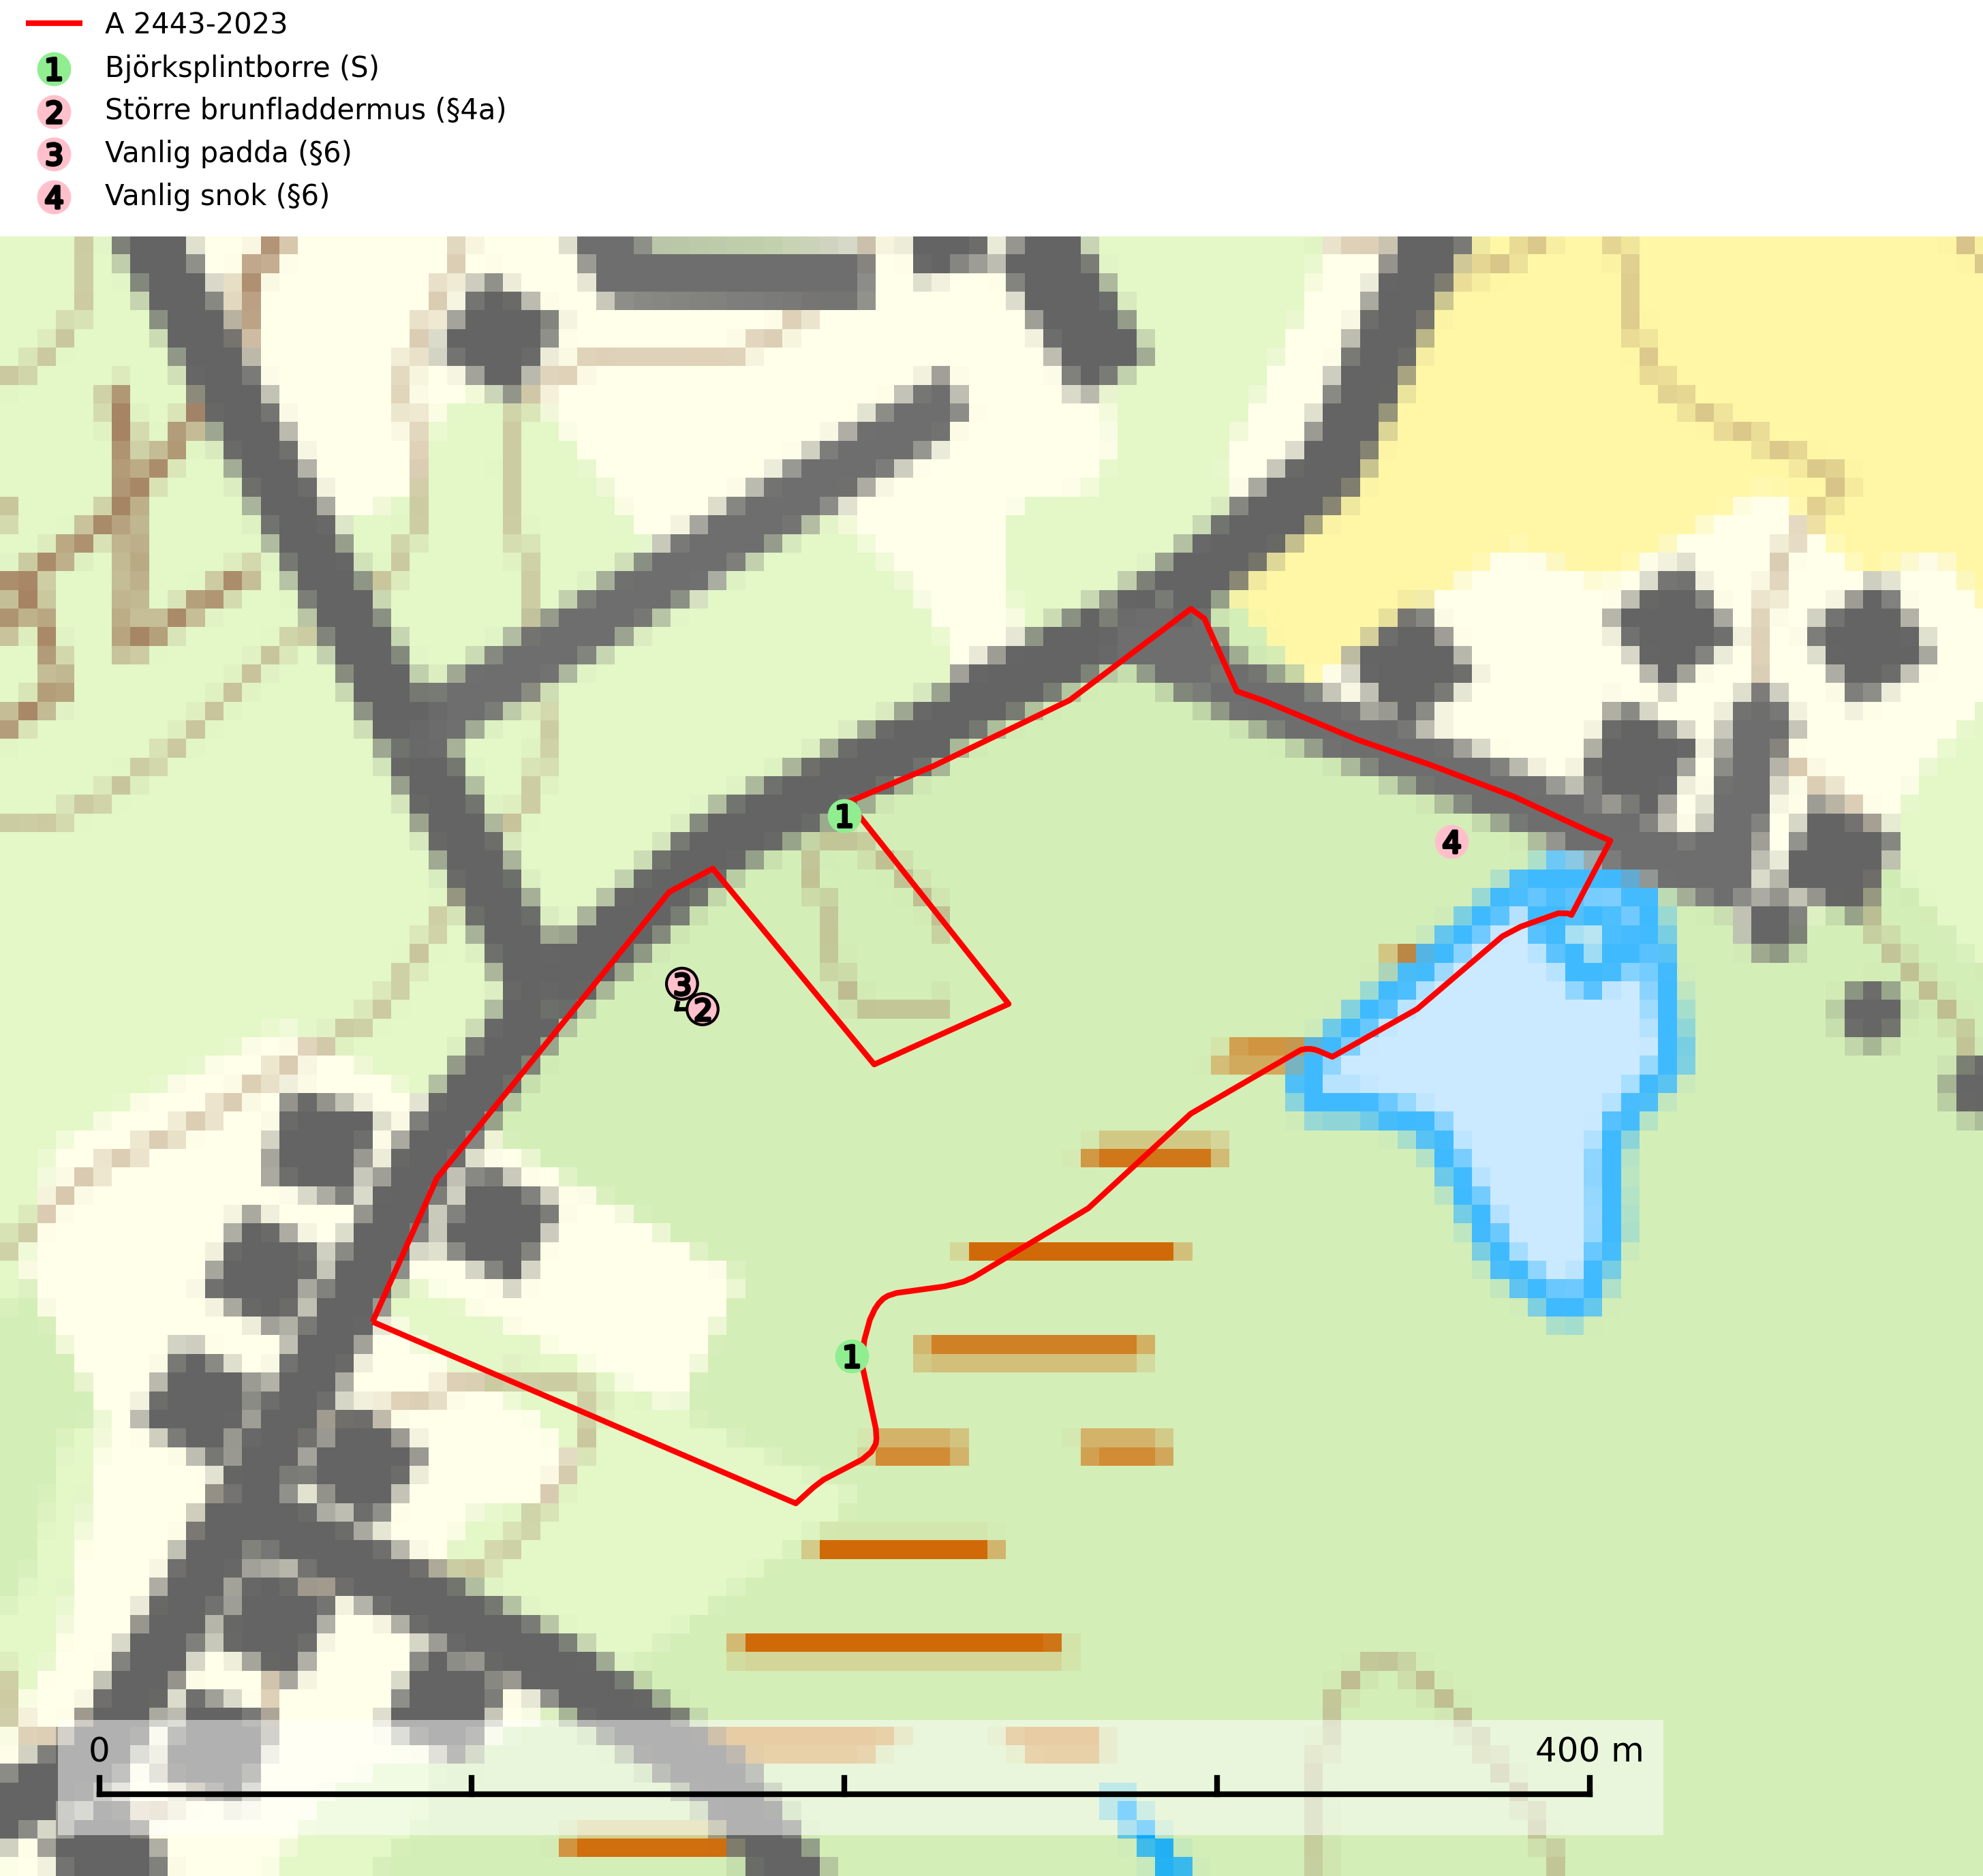 A 2443-2023
1 Björksplintborre (S)
2 Större brunfladdermus (§4a)
3 Vanlig padda (§6)
4 Vanlig snok (§6)
1
4
3
2
1
0 400 m